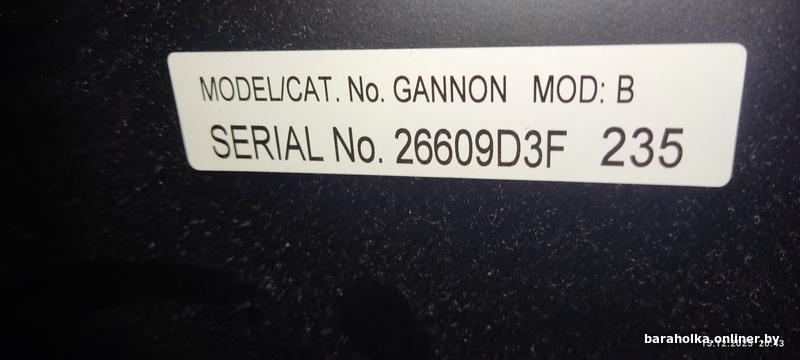 MODEL/CAT. No. GANNON MOD: B
SERIAL No. 26609D3F 235
baraholka.onliner.by